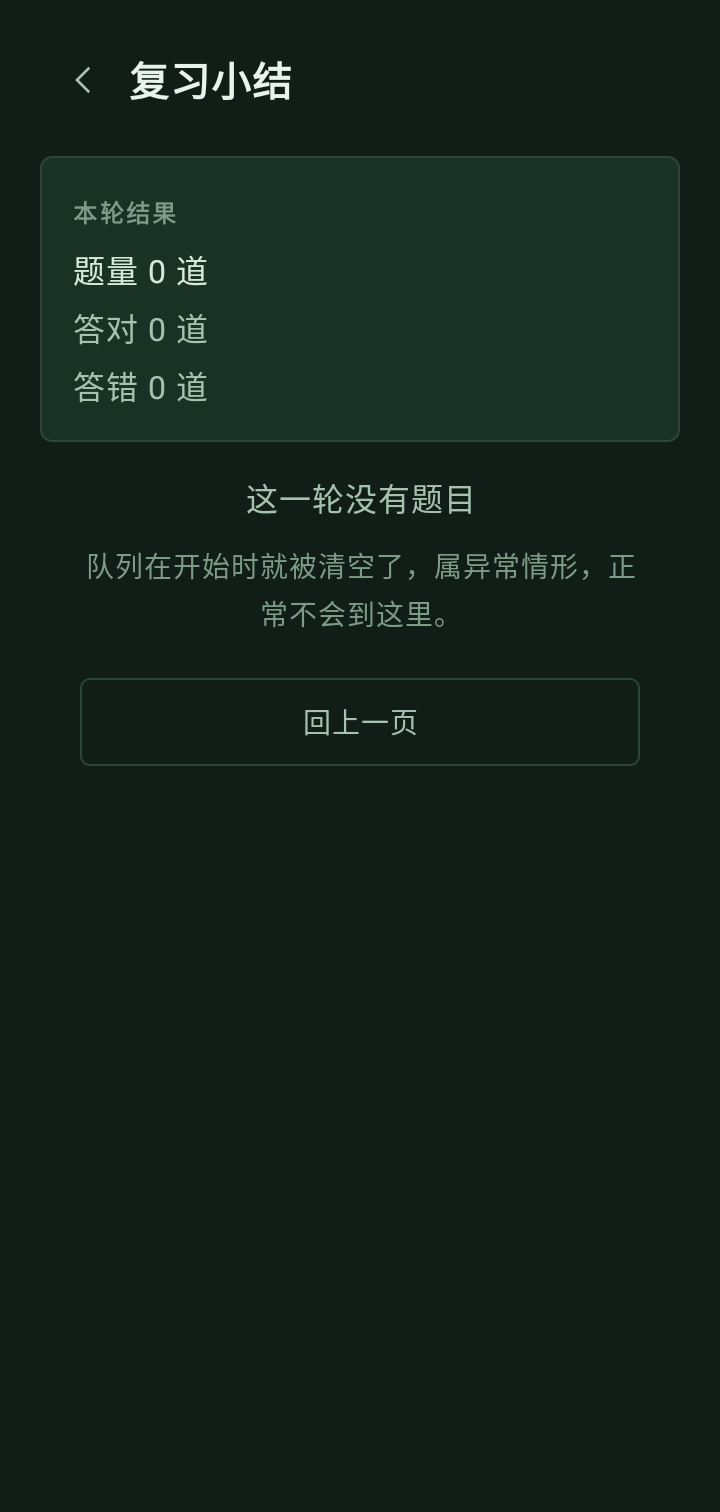 复习小结
本轮结果
题量 0 道
答对 0 道
答错 0 道
这一轮没有题目
队列在开始时就被清空了，属异常情形，正
常不会到这里。
回上一页